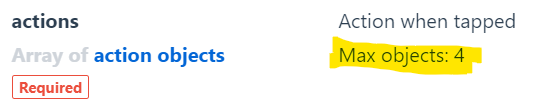 actions
Action when tapped
Array of action objects
Max objects: 4
Required